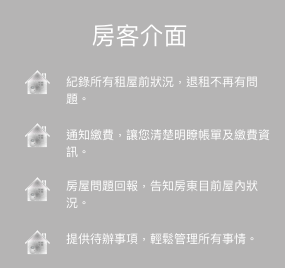 房客介面
紀錄所有租屋前狀況，退租不再有問
題。
通知繳費，讓您清楚明瞭帳單及繳費資
訊。
房屋問題回報，告知房東目前屋內狀
況。
提供待辦事項，輕鬆管理所有事情。